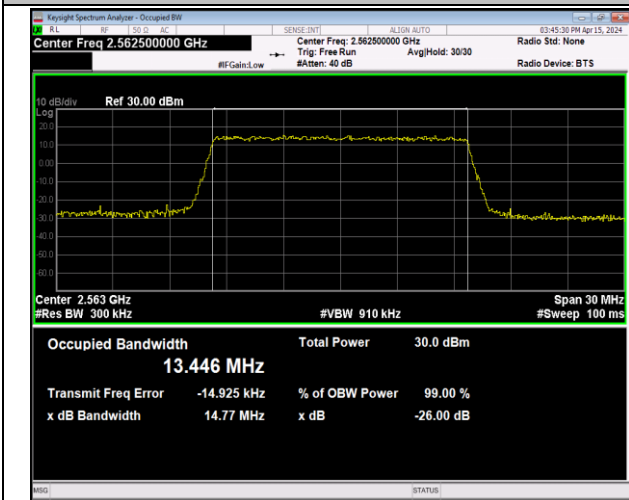 Keysight Spectrum Analyzer - Occupied BW
RL RF 50 Ω AC SENSE:INT ALIGN AUTO 03:45:30 PM Apr 15, 2024
Center Freq 2.562500000 GHz Center Freq: 2.562500000 GHz Radio Std: None
Trig: Free Run Avg|Hold: 30/30
#IFGain:Low #Atten: 40 dB Radio Device: BTS
10 dB/div Ref 30.00 dBm
Log
20.0
10.0
0.00
-10.0
-20.0
-30.0
-40.0
-50.0
-60.0
Center 2.563 GHz Span 30 MHz
#Res BW 300 kHz #VBW 910 kHz #Sweep 100 ms
Occupied Bandwidth Total Power 30.0 dBm
13.446 MHz
Transmit Freq Error -14.925 kHz % of OBW Power 99.00 %
x dB Bandwidth 14.77 MHz x dB -26.00 dB
MSG STATUS